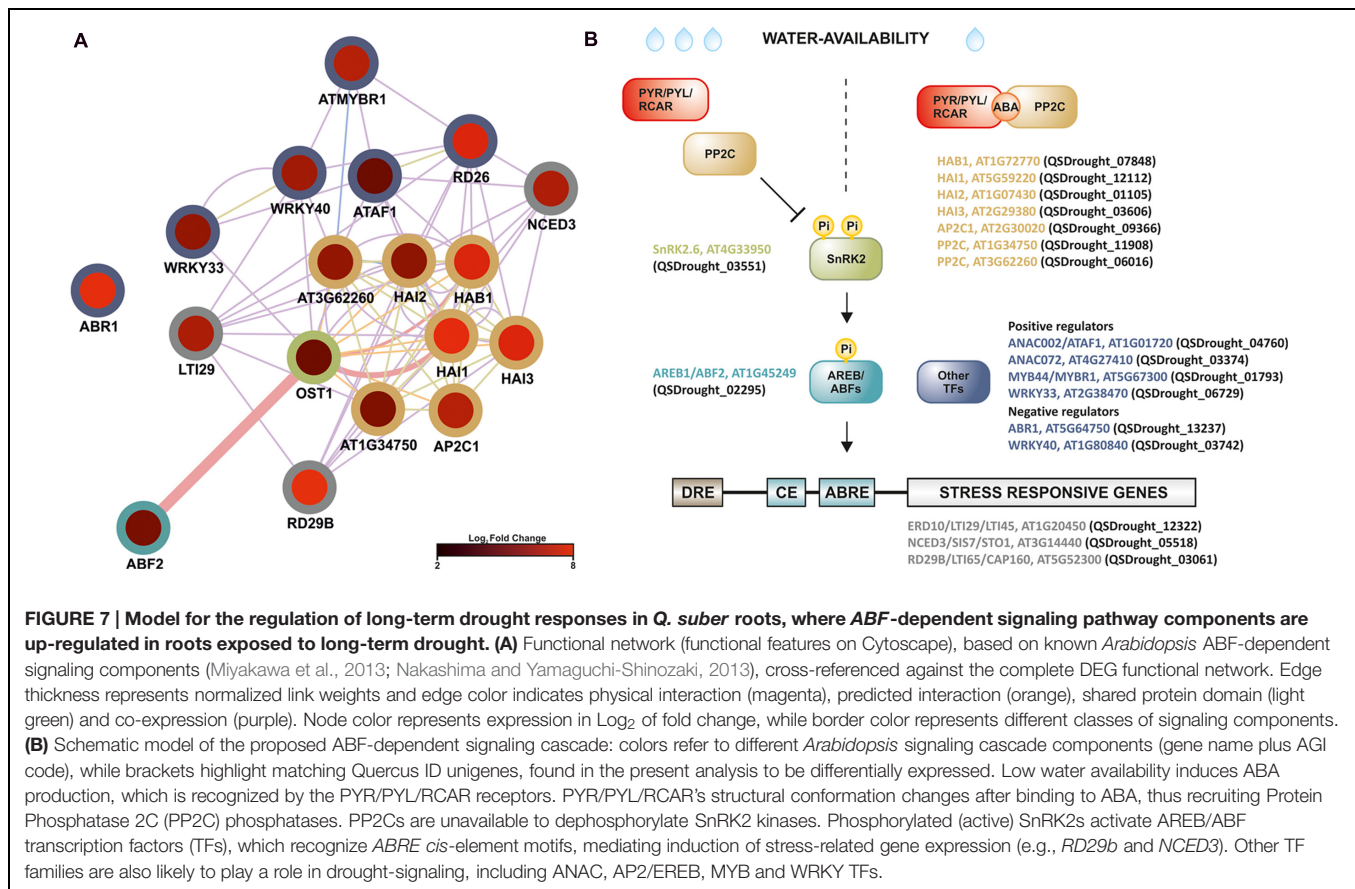 A
ATMYBR1
RD26
WRKY40
ATAF1
NCED3
WRKY33
AT3G62260
HAI2
HAB1
ABR1
LTI29
OST1
HAI1
HAI3
AT1G34750
AP2C1
RD29B
ABF2
Log2 Fold Change
2
8
B
WATER-AVAILABILITY
PYR/PYL/
RCAR
PP2C
PYR/PYL/
RCAR
ABA
PP2C
HAB1, AT1G72770 (QSDrought_07848)
HAI1, AT5G59220 (QSDrought_12112)
HAI2, AT1G07430 (QSDrought_01105)
HAI3, AT2G29380 (QSDrought_03606)
AP2C1, AT2G30020 (QSDrought_09366)
PP2C, AT1G34750 (QSDrought_11908)
PP2C, AT3G62260 (QSDrought_06016)
Pi
Pi
SnRK2.6, AT4G33950
(QSDrought_03551)
SnRK2
Pi
AREB1/ABF2, AT1G45249
(QSDrought_02295)
AREB/
ABFs
Other
TFs
Positive regulators
ANAC002/ATAF1, AT1G01720 (QSDrought_04760)
ANAC072, AT4G27410 (QSDrought_03374)
MYB44/MYBR1, AT5G67300 (QSDrought_01793)
WRKY33, AT2G38470 (QSDrought_06729)
Negative regulators
ABR1, AT5G64750 (QSDrought_13237)
WRKY40, AT1G80840 (QSDrought_03742)
DRE
CE
ABRE
STRESS RESPONSIVE GENES
ERD10/LTI29/LTI45, AT1G20450 (QSDrought_12322)
NCED3/SIS7/STO1, AT3G14440 (QSDrought_05518)
RD29B/LTI65/CAP160, AT5G52300 (QSDrought_03061)
FIGURE 7 | Model for the regulation of long-term drought responses in Q. suber roots, where ABF-dependent signaling pathway components are
up-regulated in roots exposed to long-term drought. (A) Functional network (functional features on Cytoscape), based on known Arabidopsis ABF-dependent
signaling components (Miyakawa et al., 2013; Nakashima and Yamaguchi-Shinozaki, 2013), cross-referenced against the complete DEG functional network. Edge
thickness represents normalized link weights and edge color indicates physical interaction (magenta), predicted interaction (orange), shared protein domain (light
green) and co-expression (purple). Node color represents expression in Log2 of fold change, while border color represents different classes of signaling components.
(B) Schematic model of the proposed ABF-dependent signaling cascade: colors refer to different Arabidopsis signaling cascade components (gene name plus AGI
code), while brackets highlight matching Quercus ID unigenes, found in the present analysis to be differentially expressed. Low water availability induces ABA
production, which is recognized by the PYR/PYL/RCAR receptors. PYR/PYL/RCAR's structural conformation changes after binding to ABA, thus recruiting Protein
Phosphatase 2C (PP2C) phosphatases. PP2Cs are unavailable to dephosphorylate SnRK2 kinases. Phosphorylated (active) SnRK2s activate AREB/ABF
transcription factors (TFs), which recognize ABRE cis-element motifs, mediating induction of stress-related gene expression (e.g., RD29b and NCED3). Other TF
families are also likely to play a role in drought-signaling, including ANAC, AP2/EREB, MYB and WRKY TFs.